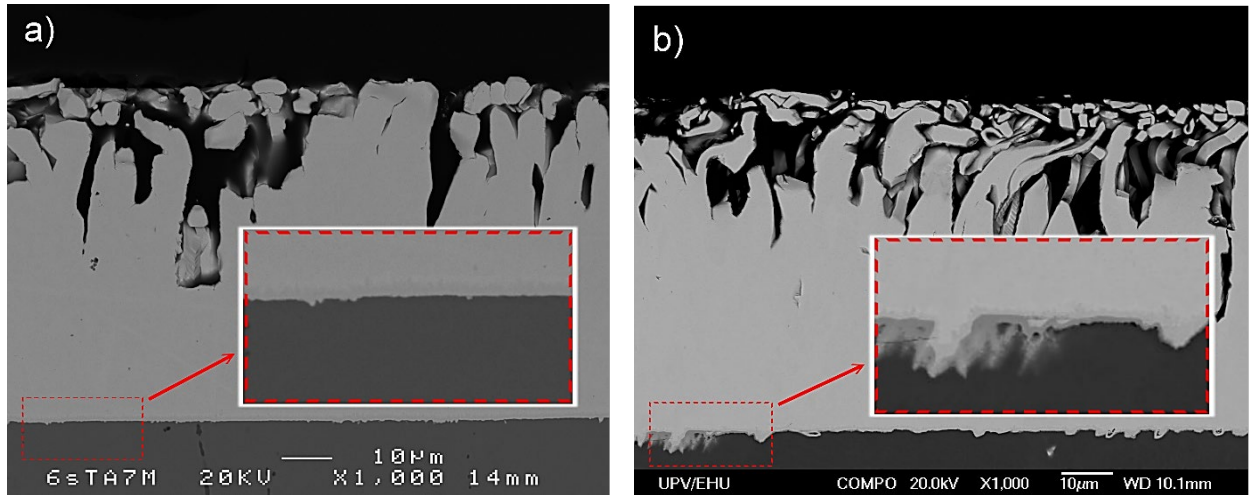 a)
6sTA7M 20KV X1,000 10µm 14mm
b)
UPV/EHU COMPO 20.0kV X1,000 10µm WD 10.1mm